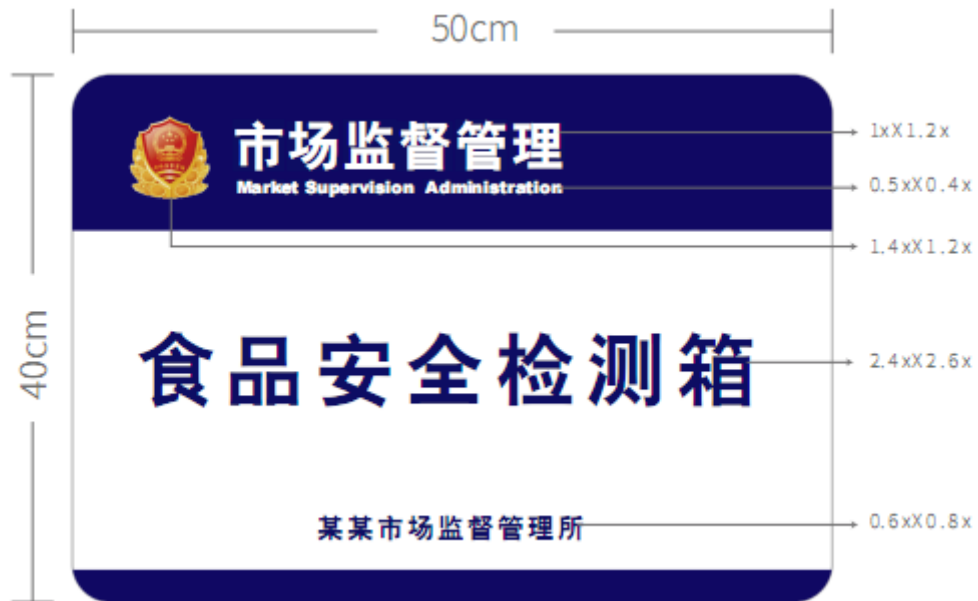 50cm
市场监督管理
1xX1.2x
Market Supervision Administration
0.5xX0.4x
1.4xX1.2x
40cm
食品安全检测箱
2.4xX2.6x
某某市场监督管理所
0.6xX0.8x